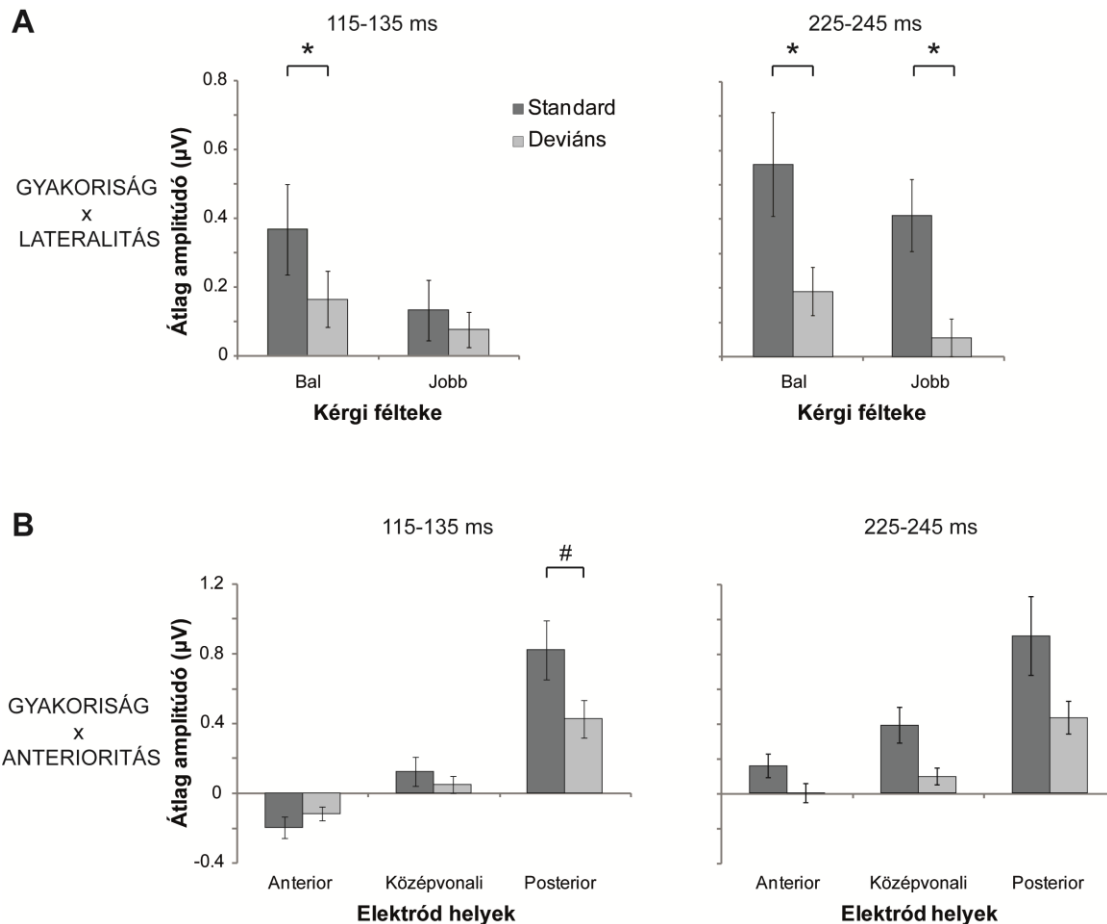 A
115-135 ms
225-245 ms
*
*
*
0.8
0.6
0.4
0.2
0
Standard
Deviáns
GYAKORISÁG
x
LATERALITÁS
Átlag amplitúdó (µV)
Bal
Jobb
Kérgi félteke
Bal
Jobb
Kérgi félteke
B
115-135 ms
225-245 ms
#
1.2
0.8
0.4
0
-0.4
GYAKORISÁG
x
ANTERIORITÁS
Átlag amplitúdó (µV)
Anterior
Középvonali
Posterior
Elektród helyek
Anterior
Középvonali
Posterior
Elektród helyek